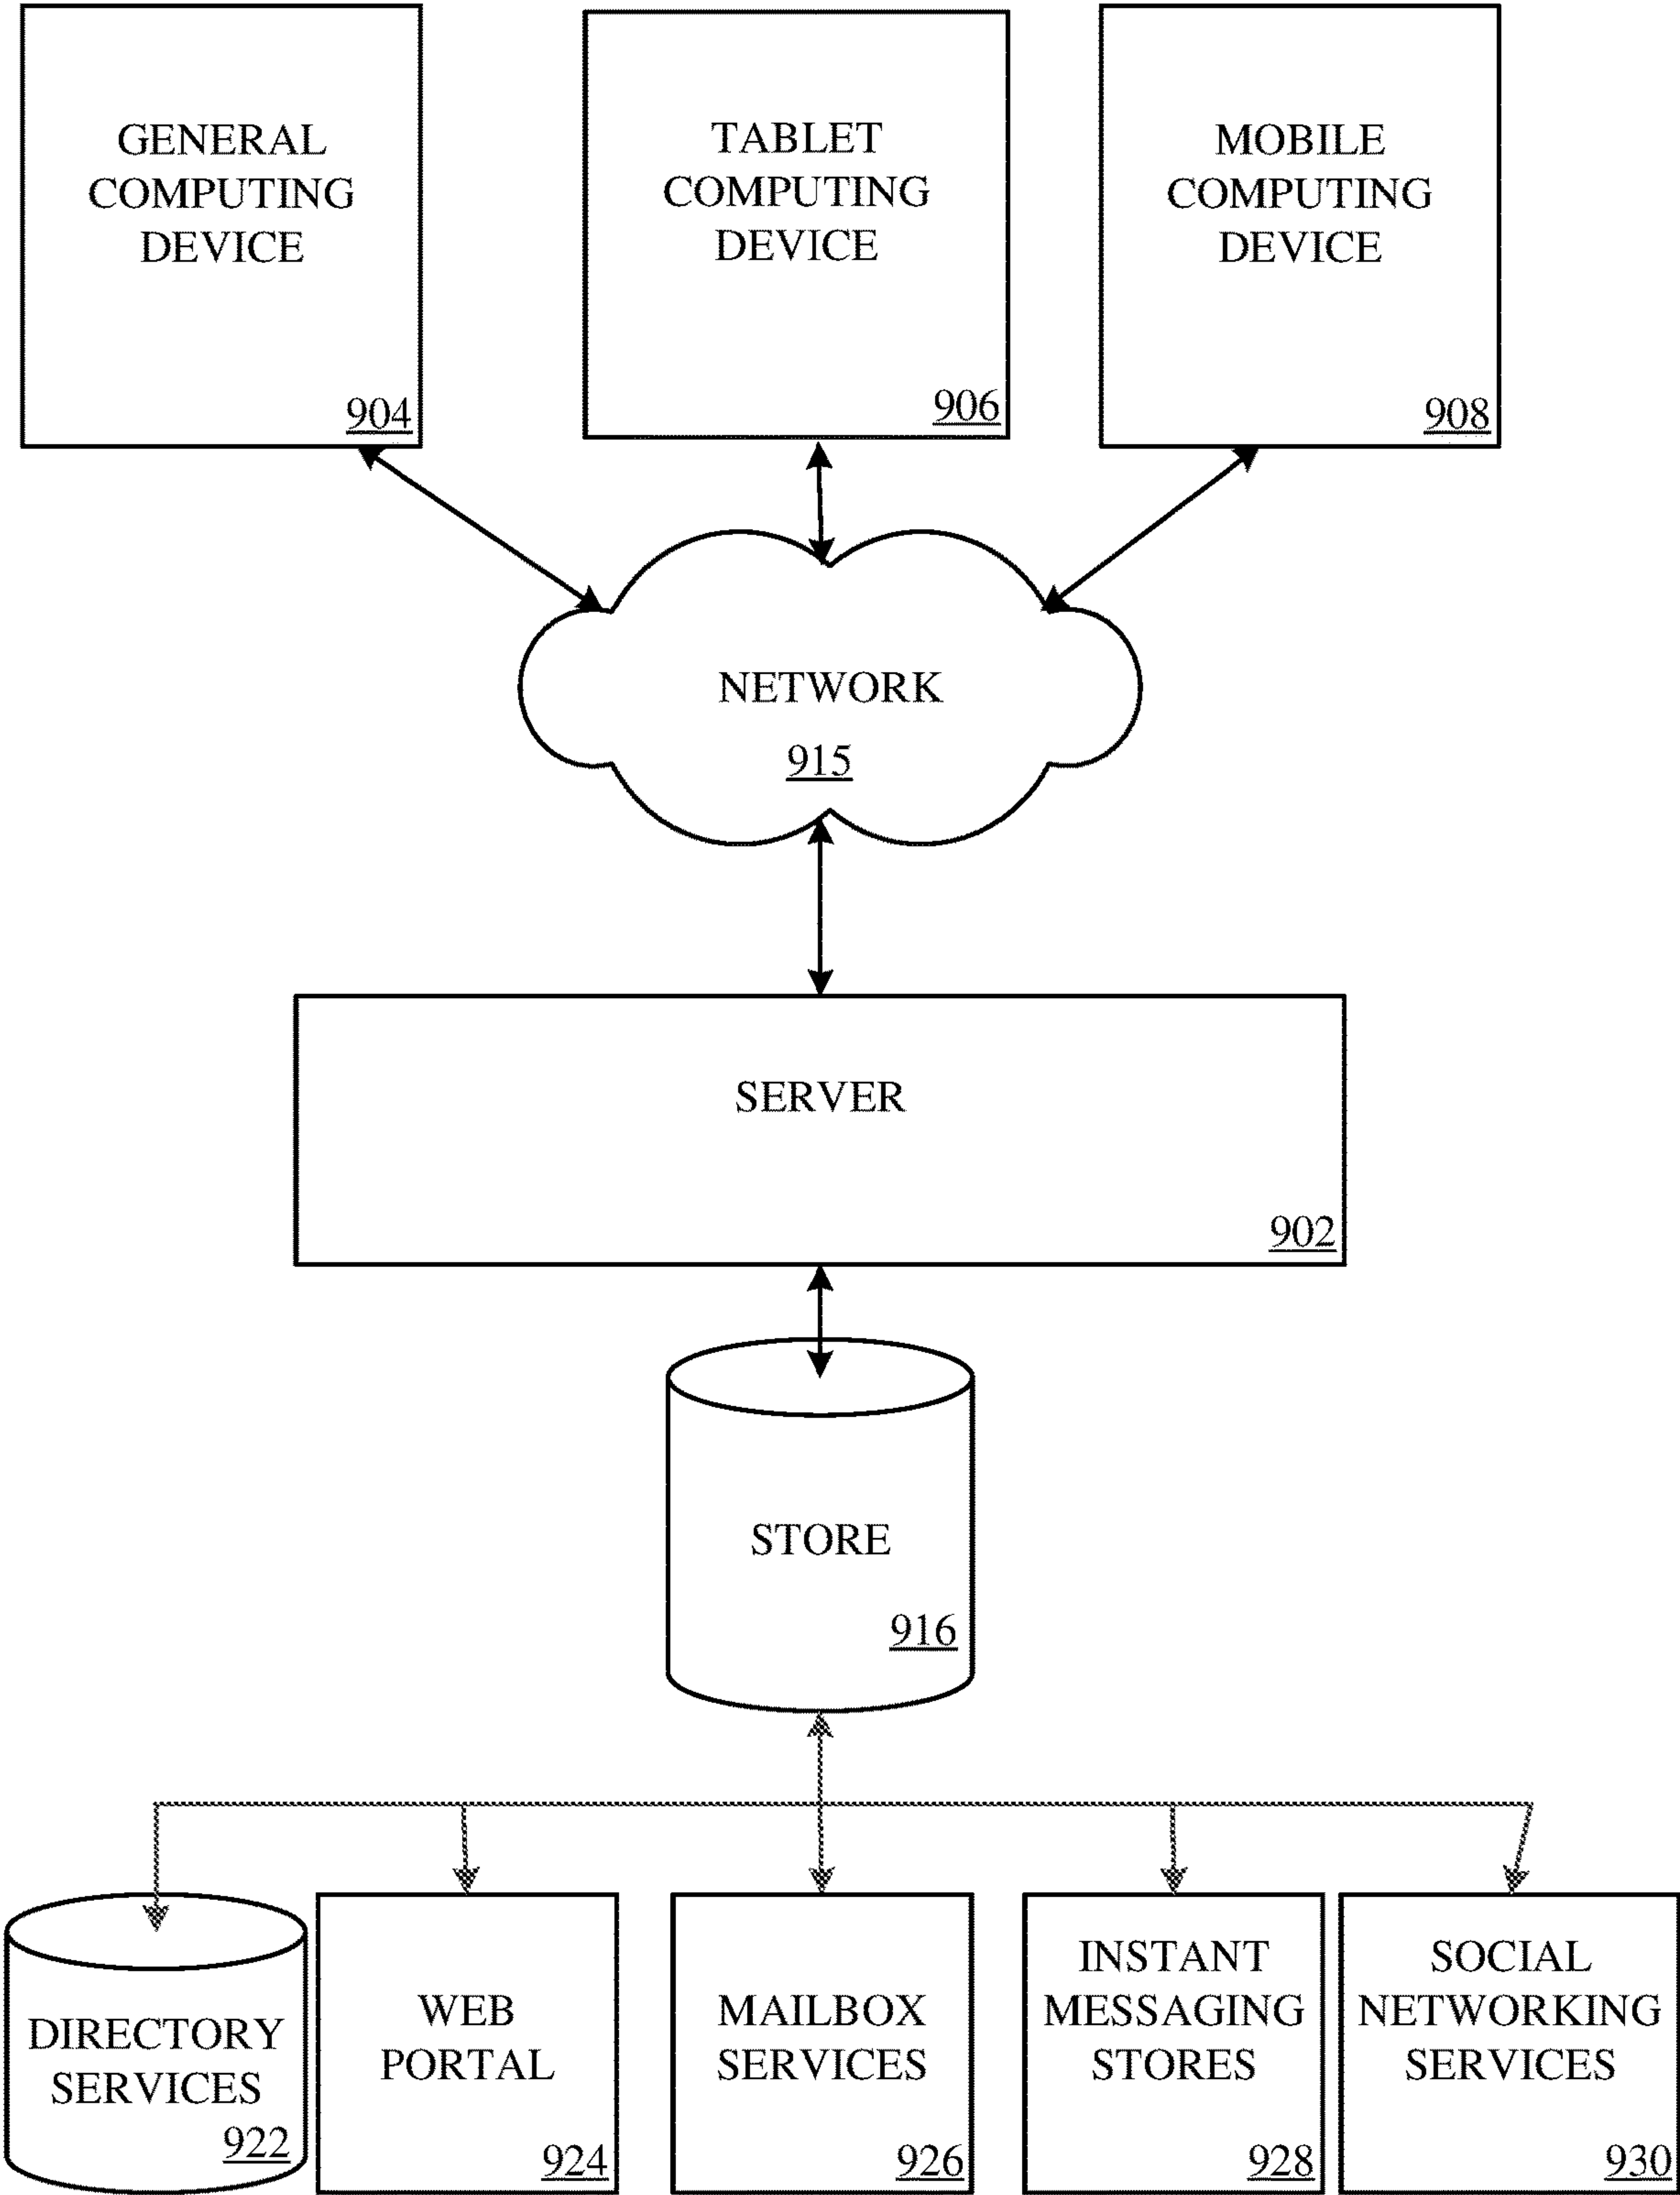 GENERAL
COMPUTING
DEVICE
904
TABLET
COMPUTING
DEVICE
906
MOBILE
COMPUTING
DEVICE
908
NETWORK
915
SERVER
902
STORE
916
DIRECTORY
SERVICES
922
WEB
PORTAL
924
MAILBOX
SERVICES
926
INSTANT
MESSAGING
STORES
928
SOCIAL
NETWORKING
SERVICES
930